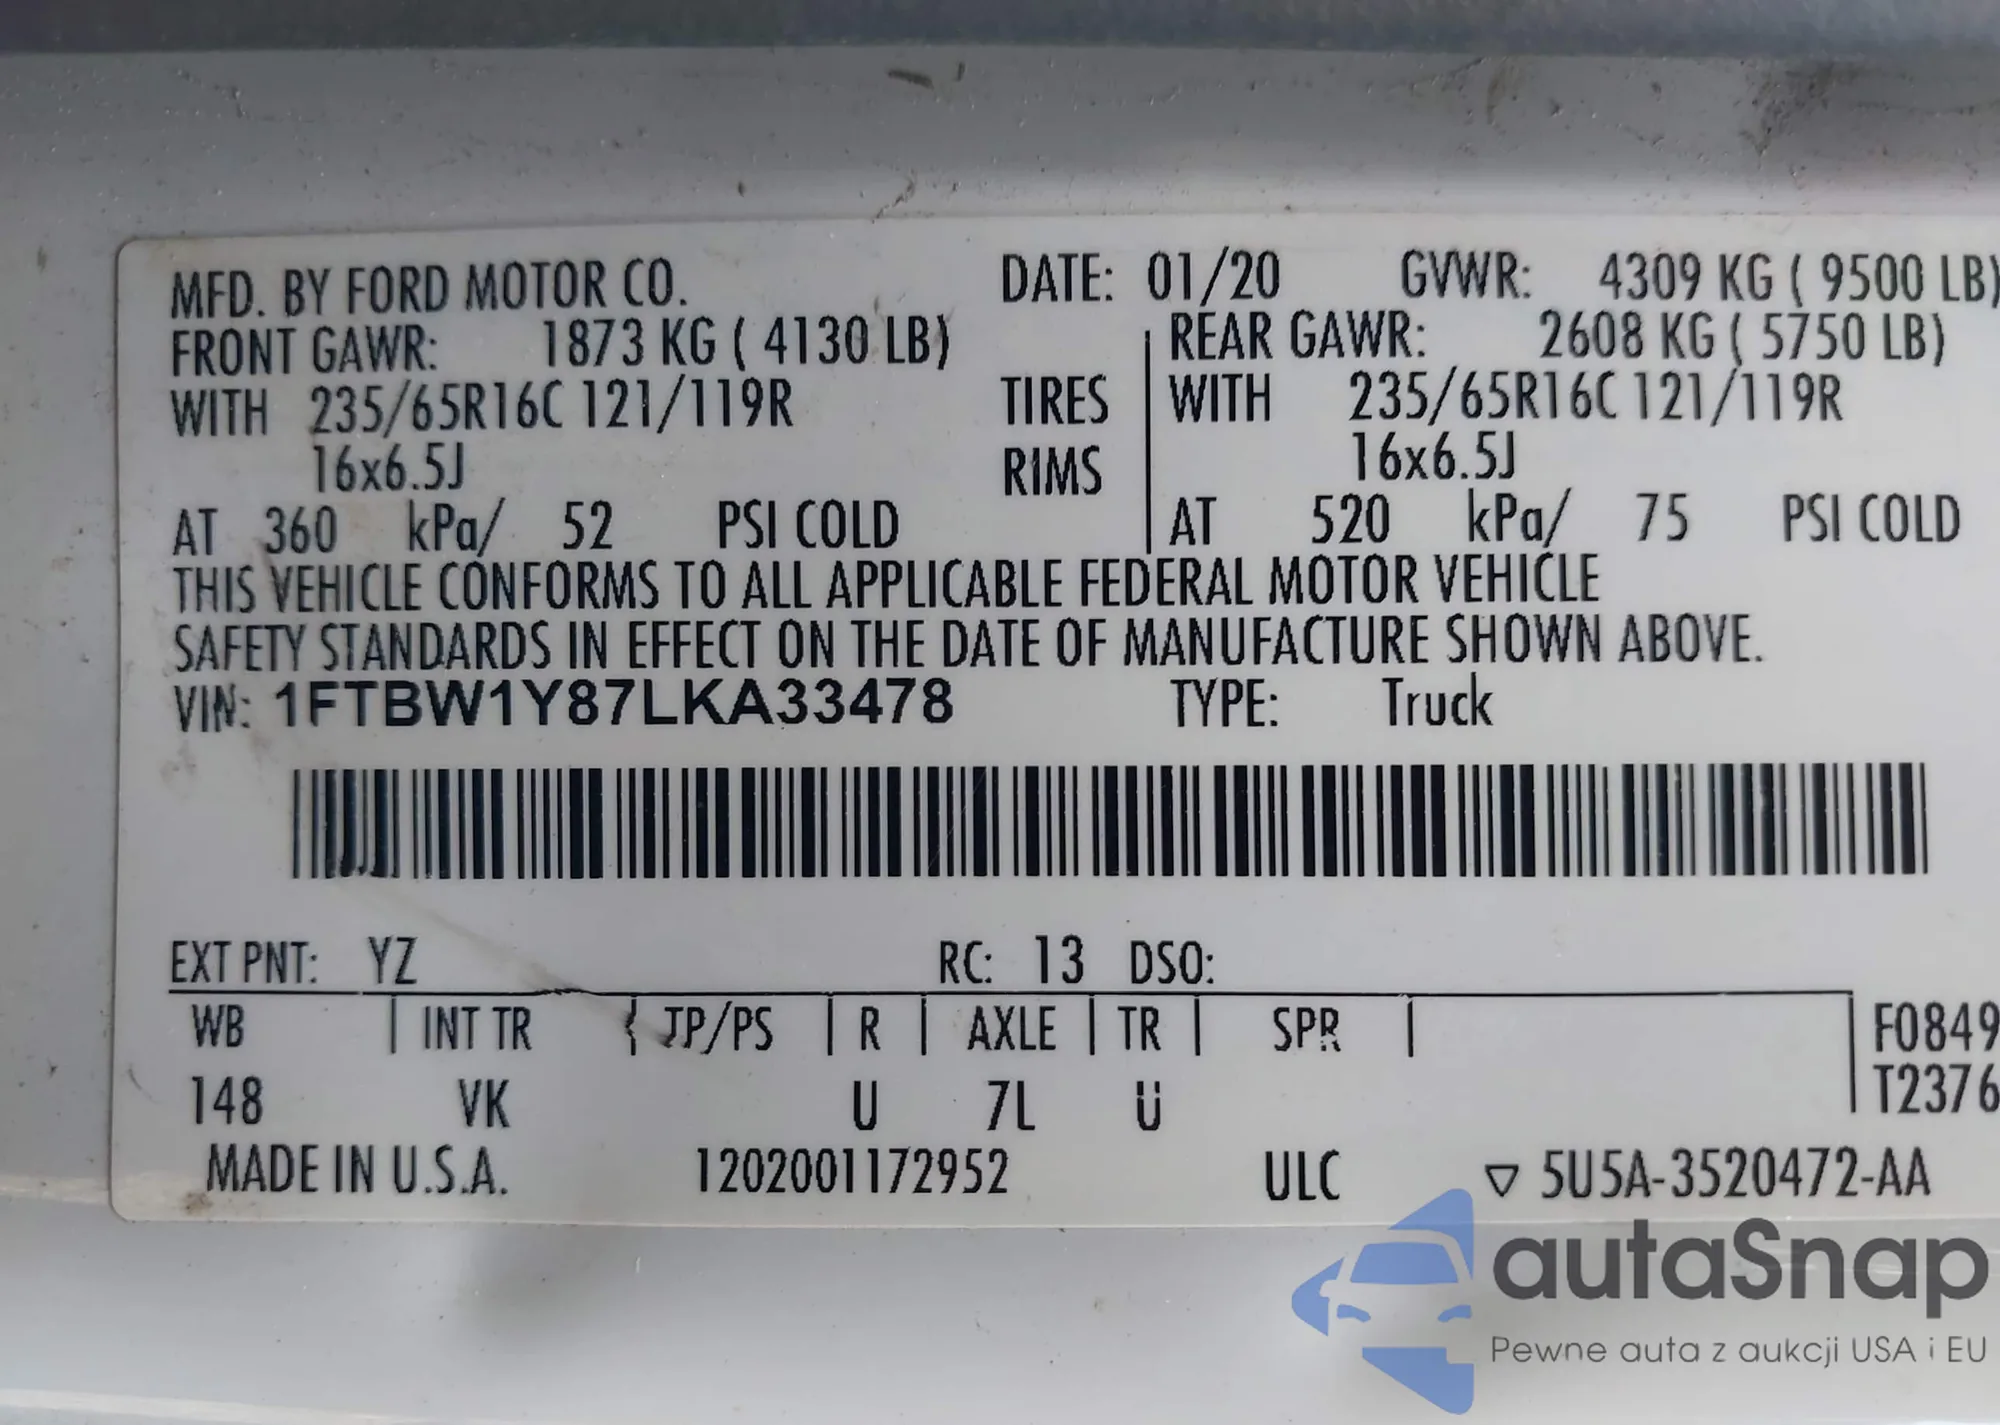 MFD. BY FORD MOTOR CO. DATE: 01/20 GVWR: 4309 KG ( 9500 LB)
FRONT GAWR: 1873 KG ( 4130 LB) REAR GAWR: 2608 KG ( 5750 LB)
WITH 235/65R16C 121/119R TIRES WITH 235/65R16C 121/119R
16x6.5J RIMS 16x6.5J
AT 360 kPa/ 52 PSI COLD AT 520 kPa/ 75 PSI COLD
THIS VEHICLE CONFORMS TO ALL APPLICABLE FEDERAL MOTOR VEHICLE
SAFETY STANDARDS IN EFFECT ON THE DATE OF MANUFACTURE SHOWN ABOVE.
VIN: 1FTBW1Y87LKA33478 TYPE: Truck
EXT PNT: YZ RC: 13 DSO:
WB INT TR TP/PS R AXLE TR SPR F0849
148 VK U 7L U T2376
MADE IN U.S.A. 1202001172952 ULC ▽ 5U5A-3520472-AA
autaSnap
Pewne auta z aukcji USA i EU